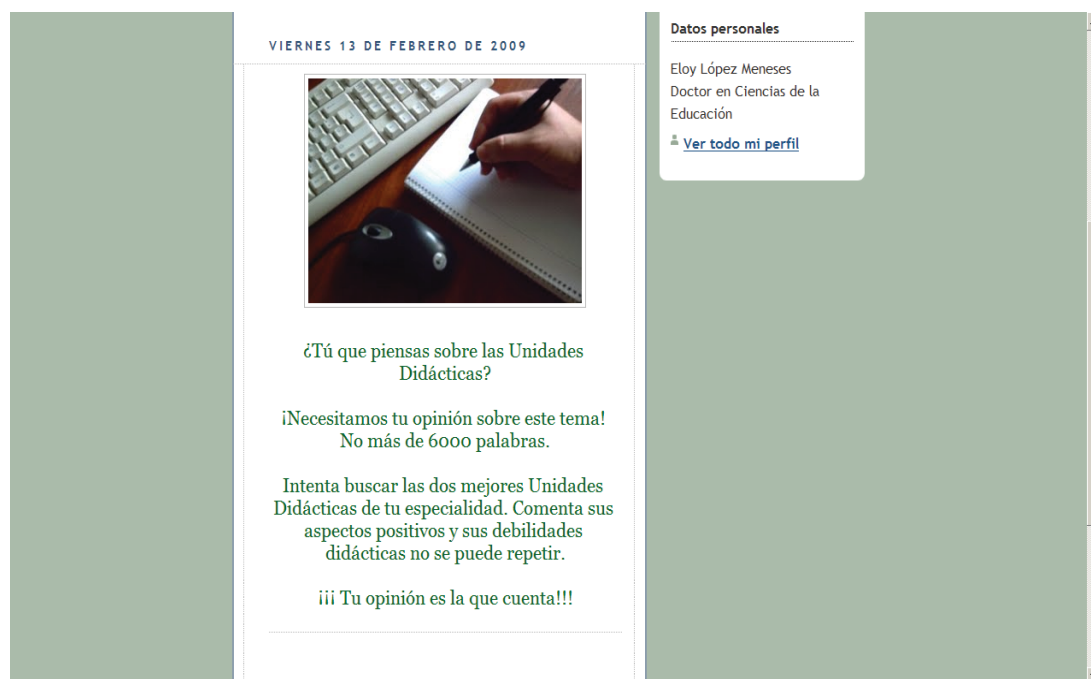 VIERNES 13 DE FEBRERO DE 2009
¿Tú que piensas sobre las Unidades
Didácticas?
¡Necesitamos tu opinión sobre este tema!
No más de 6000 palabras.
Intenta buscar las dos mejores Unidades
Didácticas de tu especialidad. Comenta sus
aspectos positivos y sus debilidades
didácticas no se puede repetir.
¡¡¡ Tu opinión es la que cuenta!!!
Datos personales
Eloy López Meneses
Doctor en Ciencias de la
Educación
Ver todo mi perfil